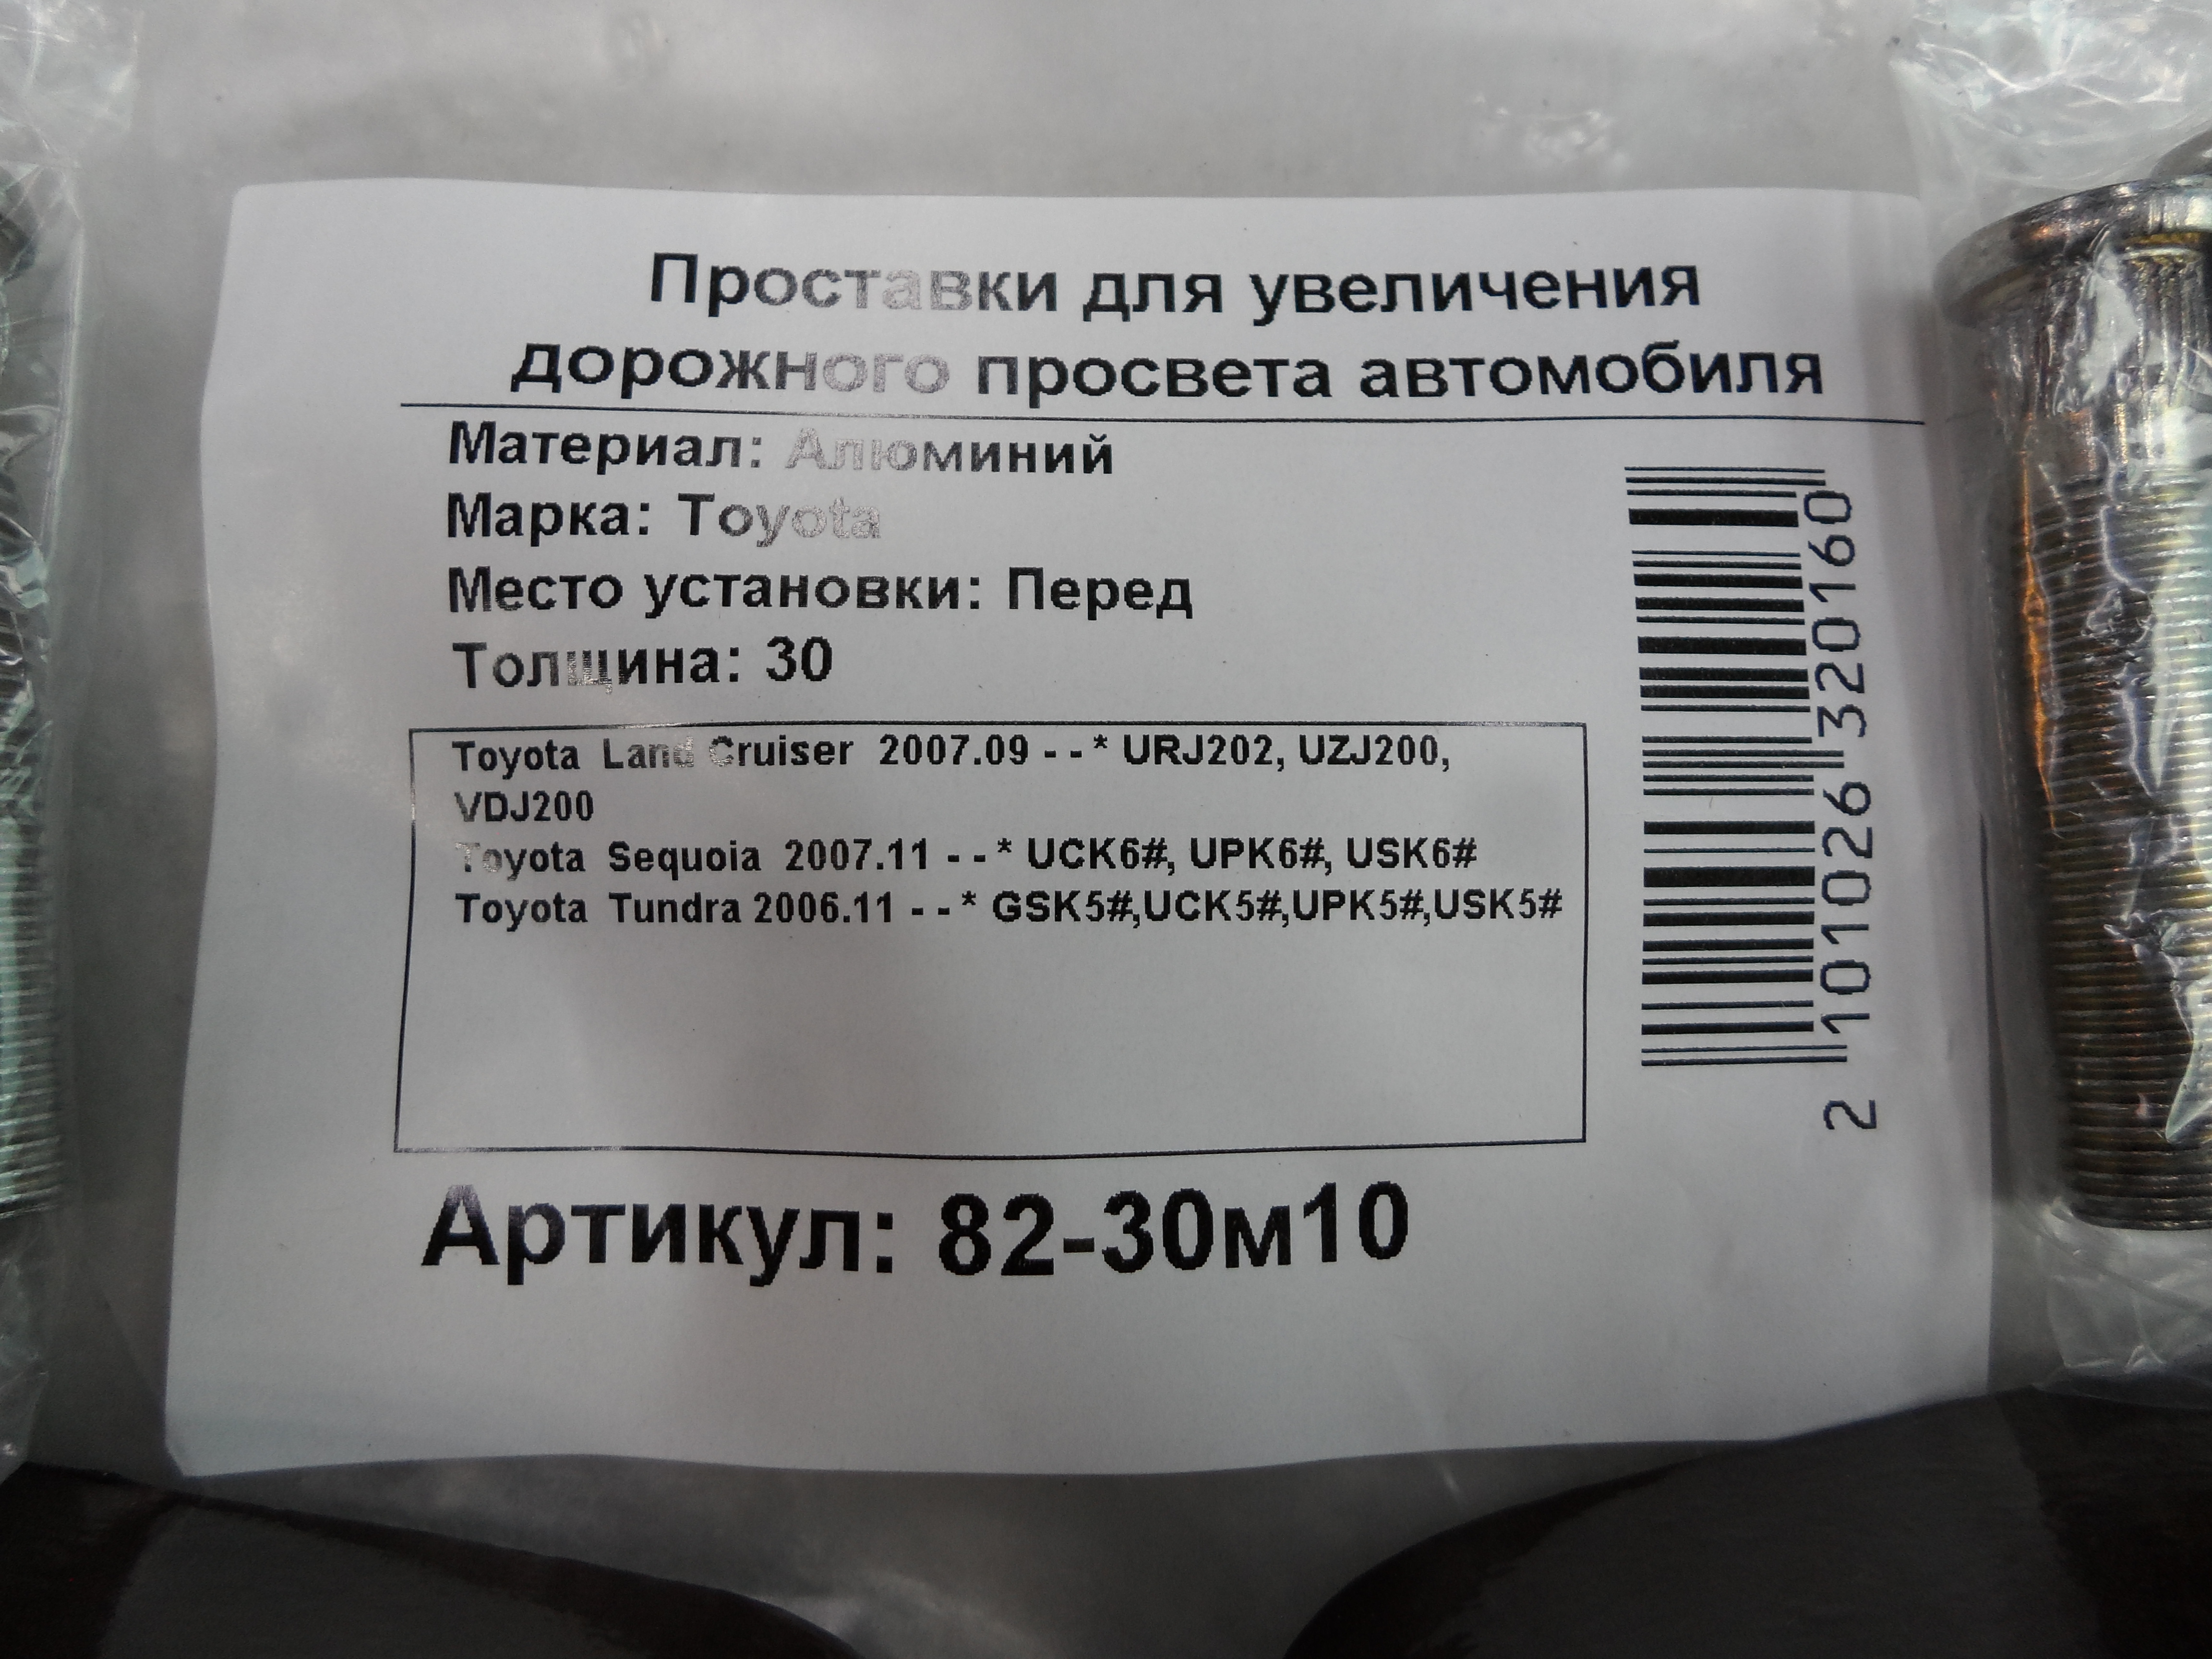 Проставки для увеличения
дорожного просвета автомобиля
Материал: Алюминий
Марка: Toyota
Место установки: Перед
Толщина: 30
Toyota Land Cruiser 2007.09 - - * URJ202, UZJ200,
VDJ200
Toyota Sequoia 2007.11 - - * UCK6#, UPK6#, USK6#
Toyota Tundra 2006.11 - - * GSK5#,UCK5#,UPK5#,USK5#
Артикул: 82-30м10
2 101026 320160